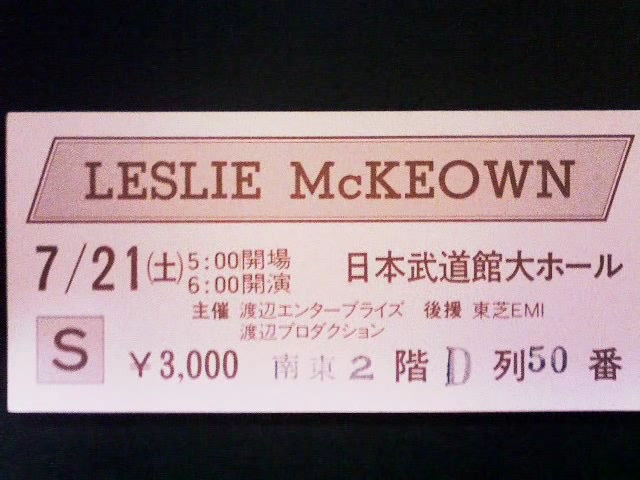 LESLIE McKEOWN
7/21(土) 5:00開場 日本武道館大ホール
6:00開演
主催 渡辺エンタープライズ 後援 東芝EMI
渡辺プロダクション
S ¥3,000 南東 2 階 D 列 50 番